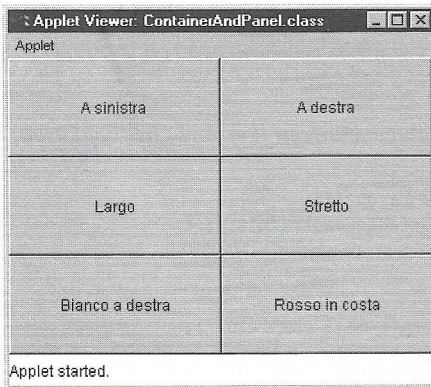 Applet Viewer: ContainerAndPanel.class
Applet
A sinistra
A destra
Largo
Stretto
Bianco a destra
Rosso in costa
Applet started.